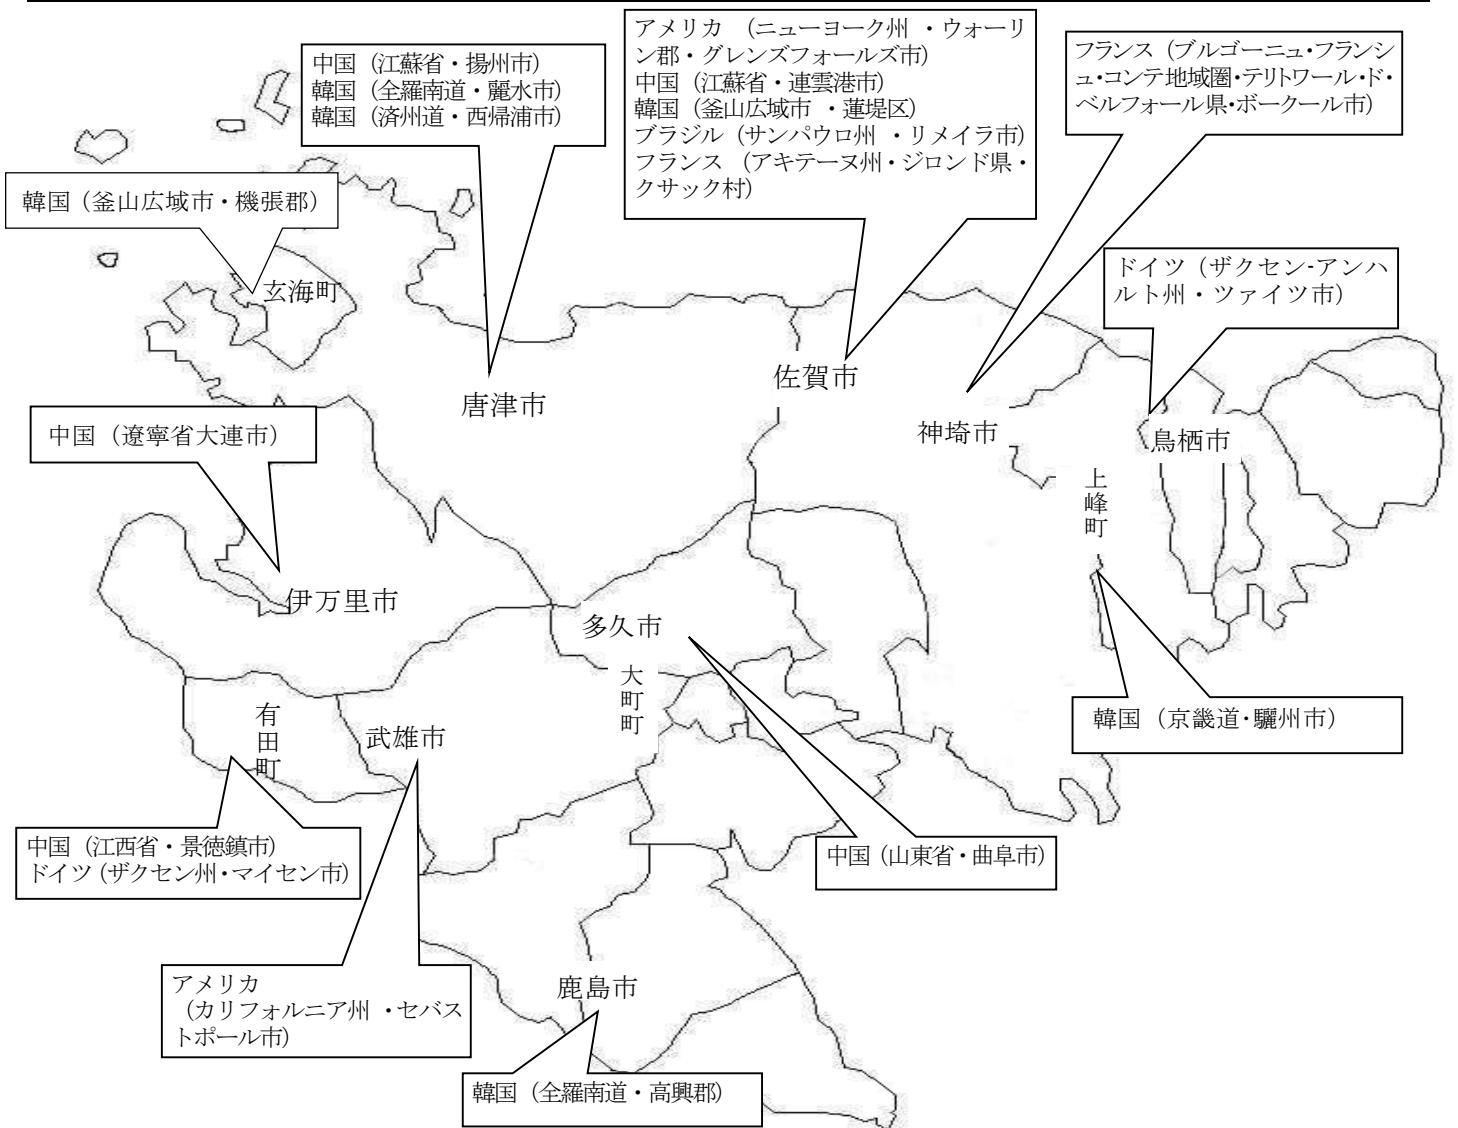 中国（江蘇省・揚州市）
韓国（全羅南道・麗水市）
韓国（済州道・西帰浦市）
アメリカ （ニューヨーク州 ・ウォーリ
ン郡・グレンズフォールズ市）
中国（江蘇省・連雲港市）
韓国（釜山広域市 ・蓮堤区）
ブラジル（サンパウロ州 ・リメイラ市）
フランス （アキテーヌ州・ジロンド県・
クサック村）
フランス（ブルゴーニュ・フランシ
ュ・コンテ地域圏・テリトワール・ド・
ベルフォール県・ボークール市）
韓国（釜山広域市・機張郡）
ドイツ（ザクセン-アンハ
ルト州・ツァイツ市）
玄海町
唐津市
佐賀市
神埼市
鳥栖市
中国（遼寧省大連市）
上峰町
伊万里市
多久市
大町町
有田町
武雄市
韓国（京畿道・驪州市）
中国（江西省・景徳鎮市）
ドイツ（ザクセン州・マイセン市）
中国（山東省・曲阜市）
アメリカ
（カリフォルニア州 ・セバス
トポール市）
鹿島市
韓国（全羅南道・高興郡）